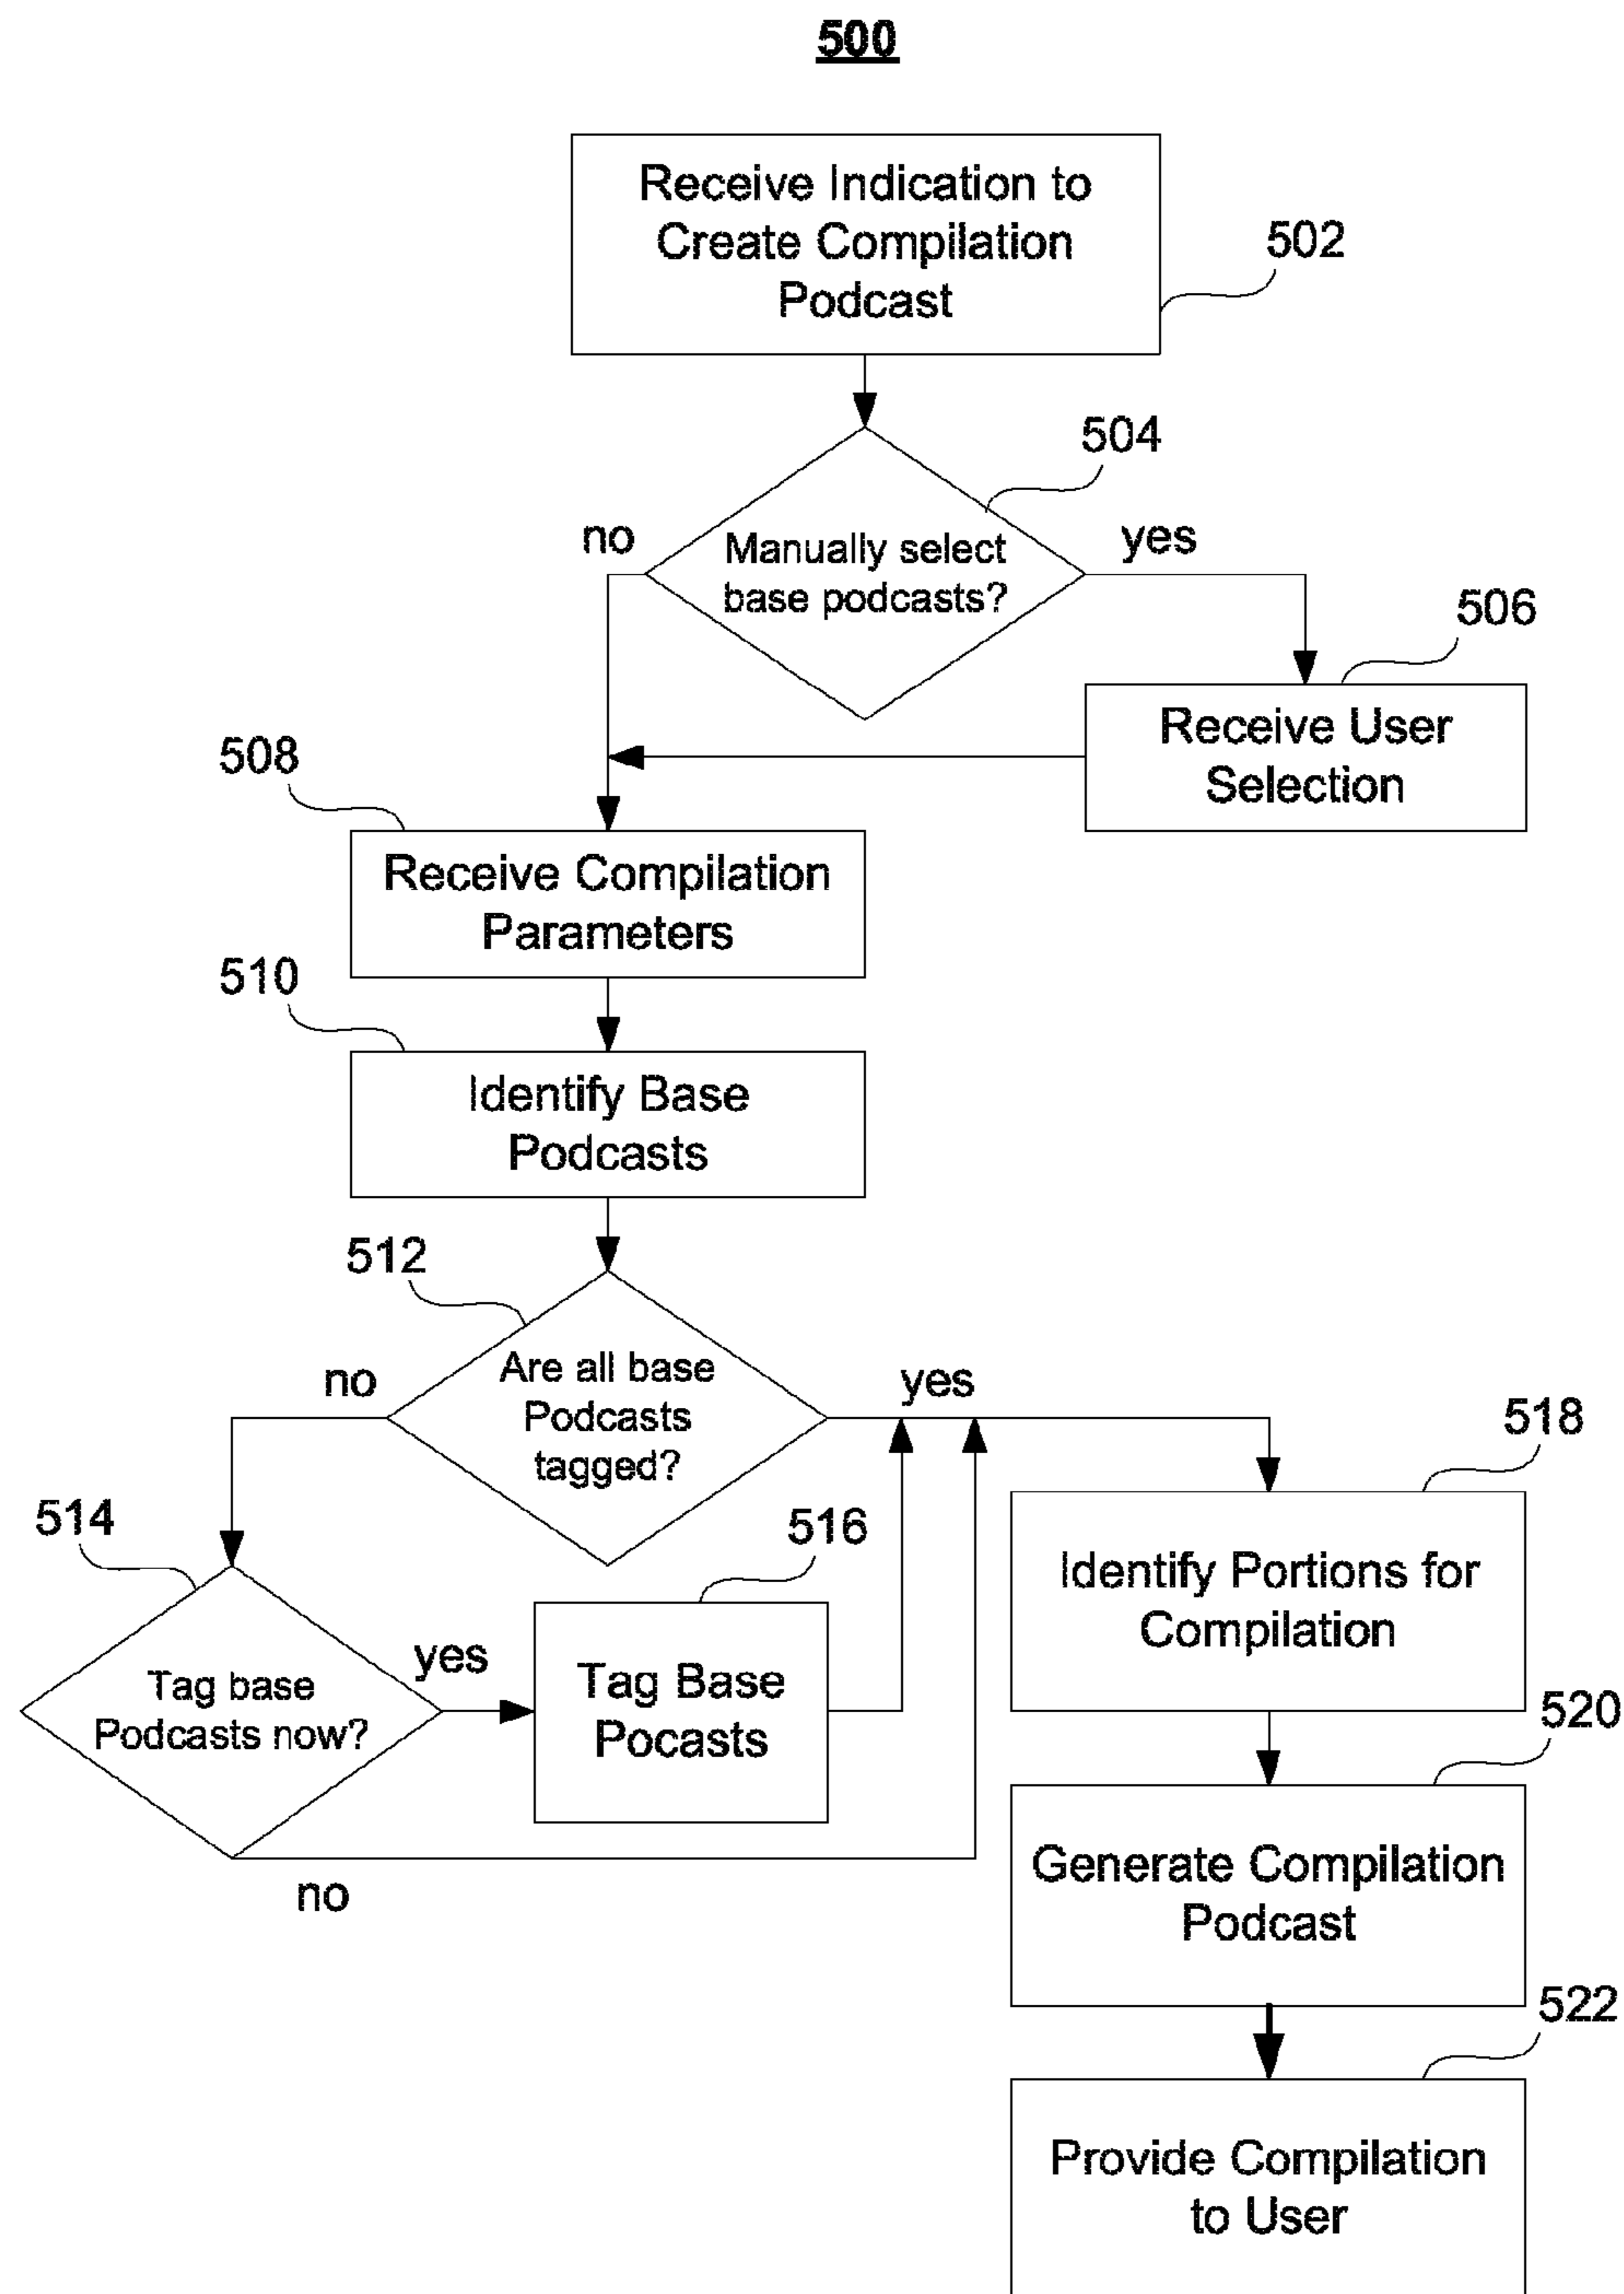 500
Receive Indication to
Create Compilation
Podcast
502
504
no
Manually select
base podcasts?
yes
506
Receive User
Selection
508
Receive Compilation
Parameters
510
Identify Base
Podcasts
512
no
Are all base
Podcasts
tagged?
yes
518
514
516
Identify Portions for
Compilation
Tag base
Podcasts now?
yes
Tag Base
Pocasts
520
no
Generate Compilation
Podcast
522
Provide Compilation
to User